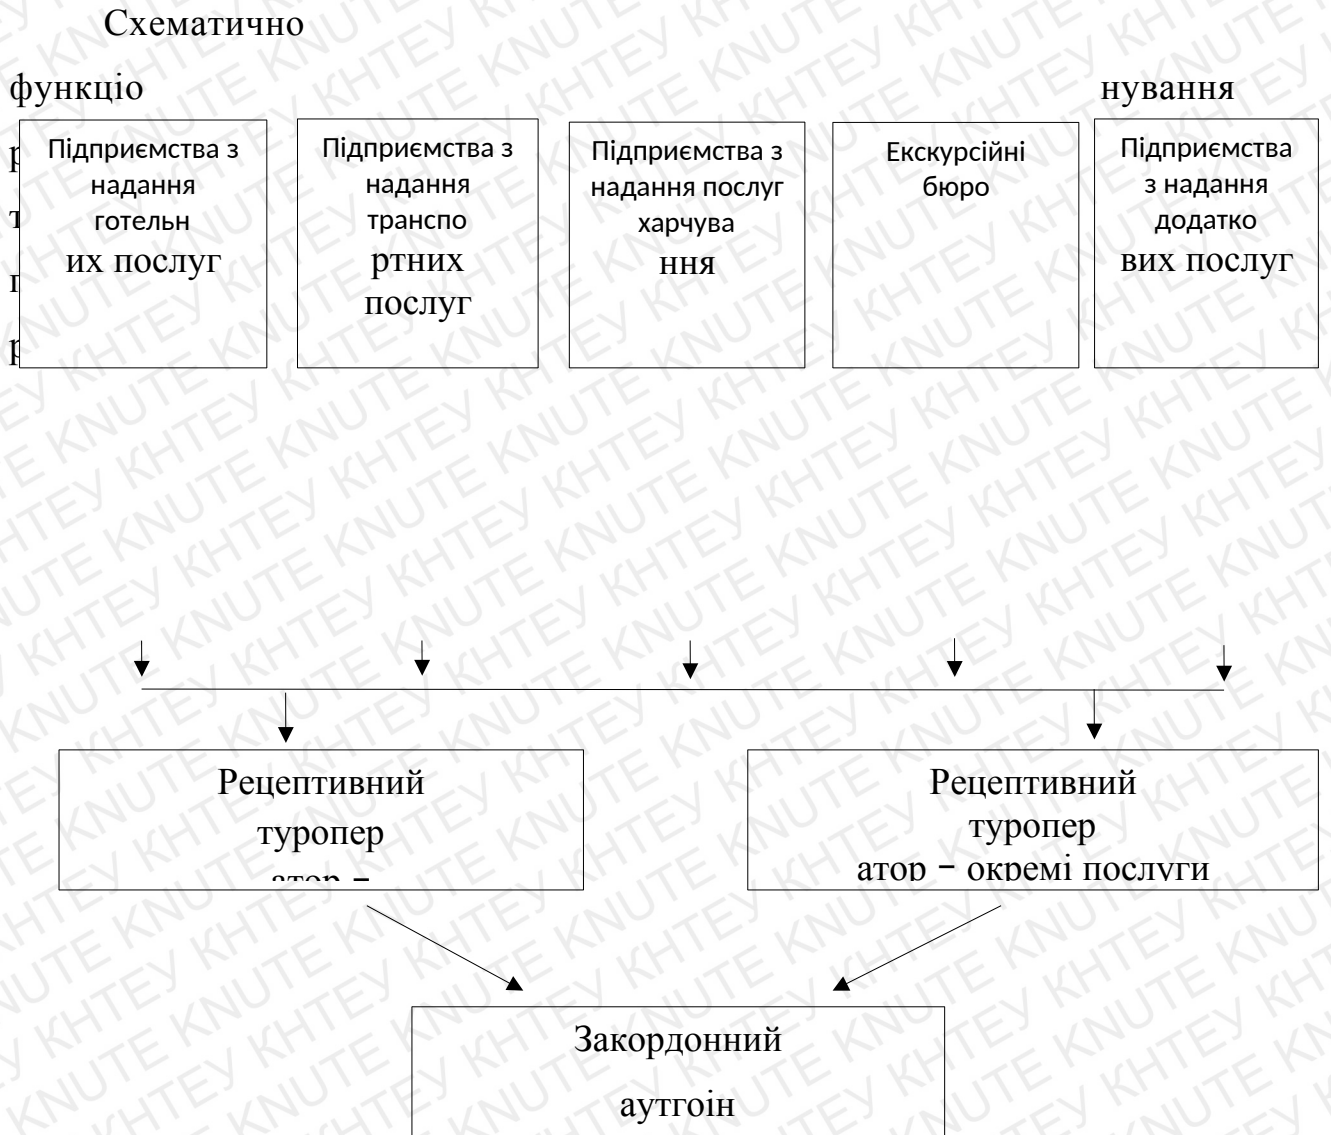 Схематично
функціо нування
р
т
п
р
Підприємства з
надання
готельн
их послуг
Підприємства з
надання
транспо
ртних
послуг
Підприємства з
надання послуг
харчува
ння
Екскурсійні
бюро
Підприємства
з надання
додатко
вих послуг
Рецептивний
туропер
атор –
Рецептивний
туропер
атор – окремі послуги
Закордонний
аутгоін